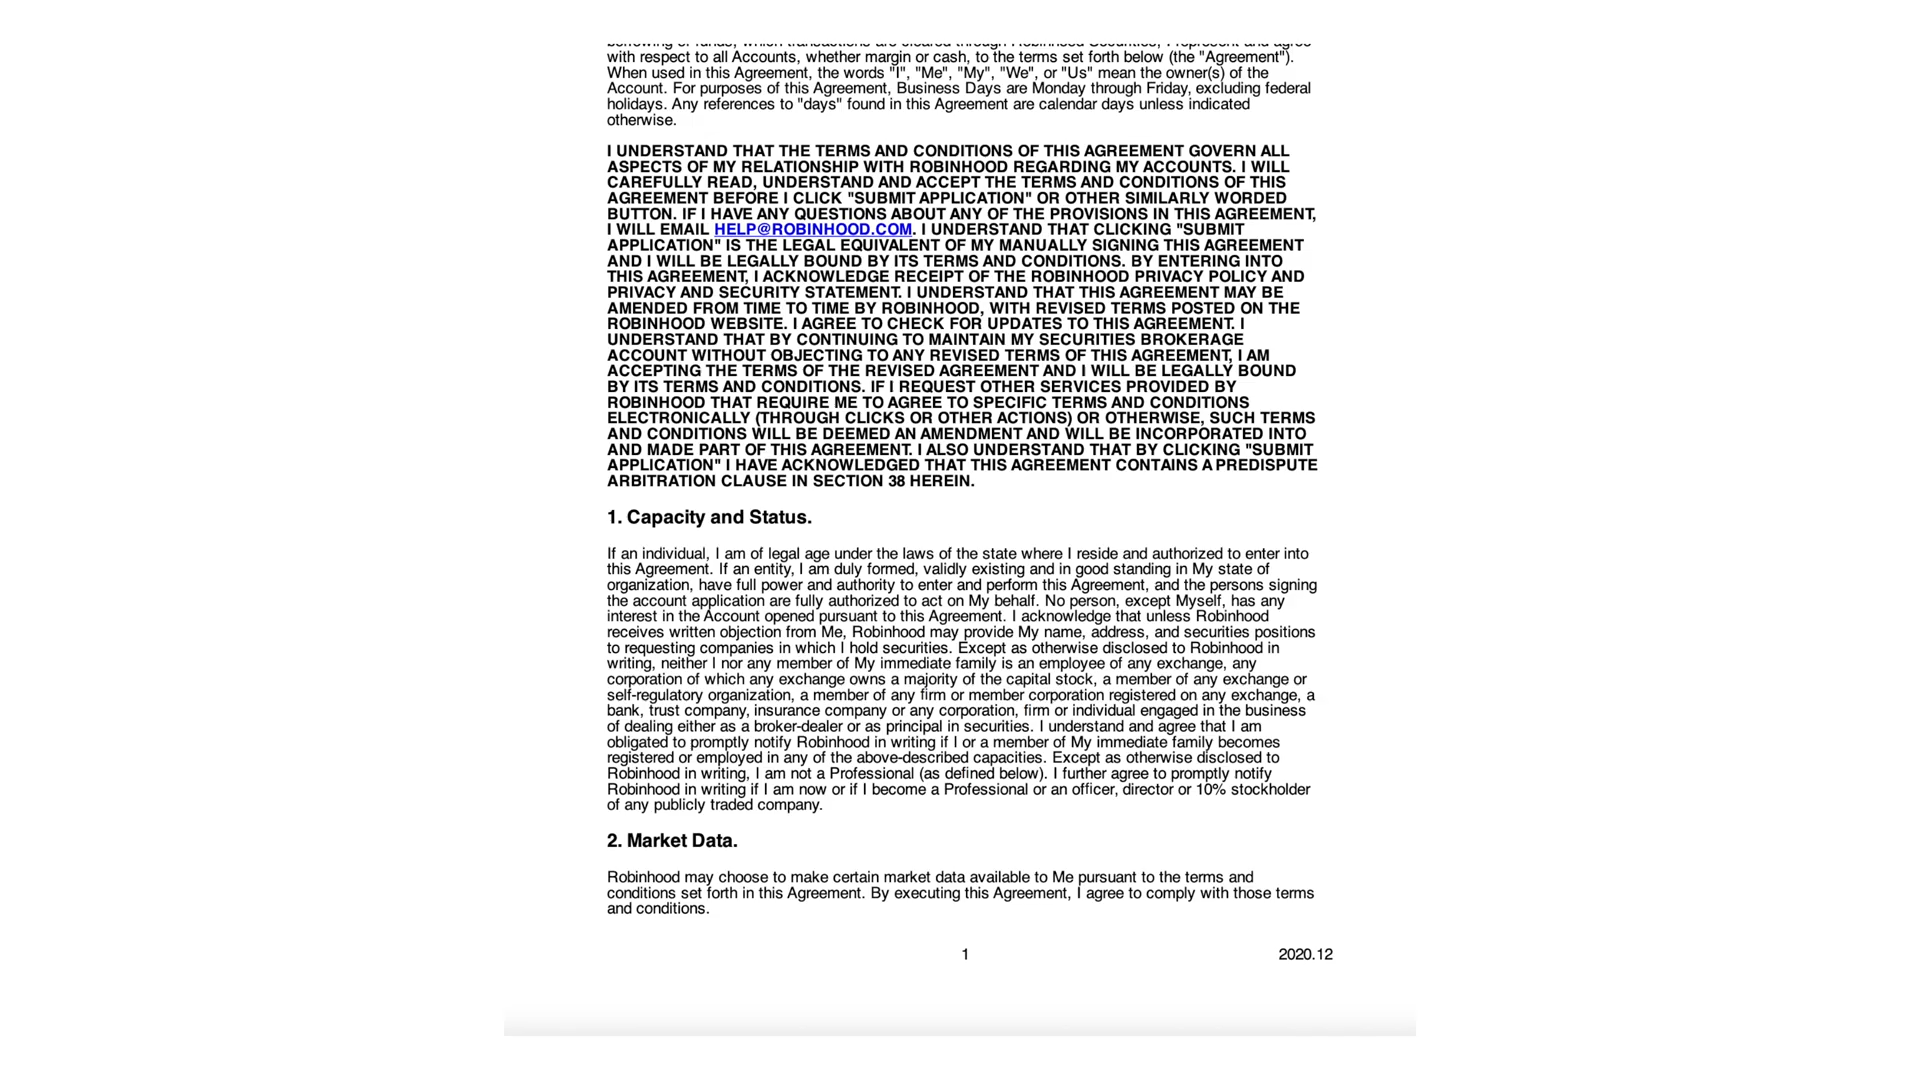 with respect to all Accounts, whether margin or cash, to the terms set forth below (the "Agreement").
When used in this Agreement, the words "I", "Me", "My", "We", or "Us" mean the owner(s) of the
Account. For purposes of this Agreement, Business Days are Monday through Friday, excluding federal
holidays. Any references to "days" found in this Agreement are calendar days unless indicated
otherwise.
I UNDERSTAND THAT THE TERMS AND CONDITIONS OF THIS AGREEMENT GOVERN ALL
ASPECTS OF MY RELATIONSHIP WITH ROBINHOOD REGARDING MY ACCOUNTS. I WILL
CAREFULLY READ, UNDERSTAND AND ACCEPT THE TERMS AND CONDITIONS OF THIS
AGREEMENT BEFORE I CLICK "SUBMIT APPLICATION" OR OTHER SIMILARLY WORDED
BUTTON. IF I HAVE ANY QUESTIONS ABOUT ANY OF THE PROVISIONS IN THIS AGREEMENT,
I WILL EMAIL HELP@ROBINHOOD.COM. I UNDERSTAND THAT CLICKING "SUBMIT
APPLICATION" IS THE LEGAL EQUIVALENT OF MY MANUALLY SIGNING THIS AGREEMENT
AND I WILL BE LEGALLY BOUND BY ITS TERMS AND CONDITIONS. BY ENTERING INTO
THIS AGREEMENT, I ACKNOWLEDGE RECEIPT OF THE ROBINHOOD PRIVACY POLICY AND
PRIVACY AND SECURITY STATEMENT. I UNDERSTAND THAT THIS AGREEMENT MAY BE
AMENDED FROM TIME TO TIME BY ROBINHOOD, WITH REVISED TERMS POSTED ON THE
ROBINHOOD WEBSITE. I AGREE TO CHECK FOR UPDATES TO THIS AGREEMENT. I
UNDERSTAND THAT BY CONTINUING TO MAINTAIN MY SECURITIES BROKERAGE
ACCOUNT WITHOUT OBJECTING TO ANY REVISED TERMS OF THIS AGREEMENT, I AM
ACCEPTING THE TERMS OF THE REVISED AGREEMENT AND I WILL BE LEGALLY BOUND
BY ITS TERMS AND CONDITIONS. IF I REQUEST OTHER SERVICES PROVIDED BY
ROBINHOOD THAT REQUIRE ME TO AGREE TO SPECIFIC TERMS AND CONDITIONS
ELECTRONICALLY (THROUGH CLICKS OR OTHER ACTIONS) OR OTHERWISE, SUCH TERMS
AND CONDITIONS WILL BE DEEMED AN AMENDMENT AND WILL BE INCORPORATED INTO
AND MADE PART OF THIS AGREEMENT. I ALSO UNDERSTAND THAT BY CLICKING "SUBMIT
APPLICATION" I HAVE ACKNOWLEDGED THAT THIS AGREEMENT CONTAINS A PREDISPUTE
ARBITRATION CLAUSE IN SECTION 38 HEREIN.
1. Capacity and Status.
If an individual, I am of legal age under the laws of the state where I reside and authorized to enter into
this Agreement. If an entity, I am duly formed, validly existing and in good standing in My state of
organization, have full power and authority to enter and perform this Agreement, and the persons signing
the account application are fully authorized to act on My behalf. No person, except Myself, has any
interest in the Account opened pursuant to this Agreement. I acknowledge that unless Robinhood
receives written objection from Me, Robinhood may provide My name, address, and securities positions
to requesting companies in which I hold securities. Except as otherwise disclosed to Robinhood in
writing, neither I nor any member of My immediate family is an employee of any exchange, any
corporation of which any exchange owns a majority of the capital stock, a member of any exchange or
self-regulatory organization, a member of any firm or member corporation registered on any exchange, a
bank, trust company, insurance company or any corporation, firm or individual engaged in the business
of dealing either as a broker-dealer or as principal in securities. I understand and agree that I am
obligated to promptly notify Robinhood in writing if I or a member of My immediate family becomes
registered or employed in any of the above-described capacities. Except as otherwise disclosed to
Robinhood in writing, I am not a Professional (as defined below). I further agree to promptly notify
Robinhood in writing if I am now or if I become a Professional or an officer, director or 10% stockholder
of any publicly traded company.
2. Market Data.
Robinhood may choose to make certain market data available to Me pursuant to the terms and
conditions set forth in this Agreement. By executing this Agreement, I agree to comply with those terms
and conditions.
1
2020.12